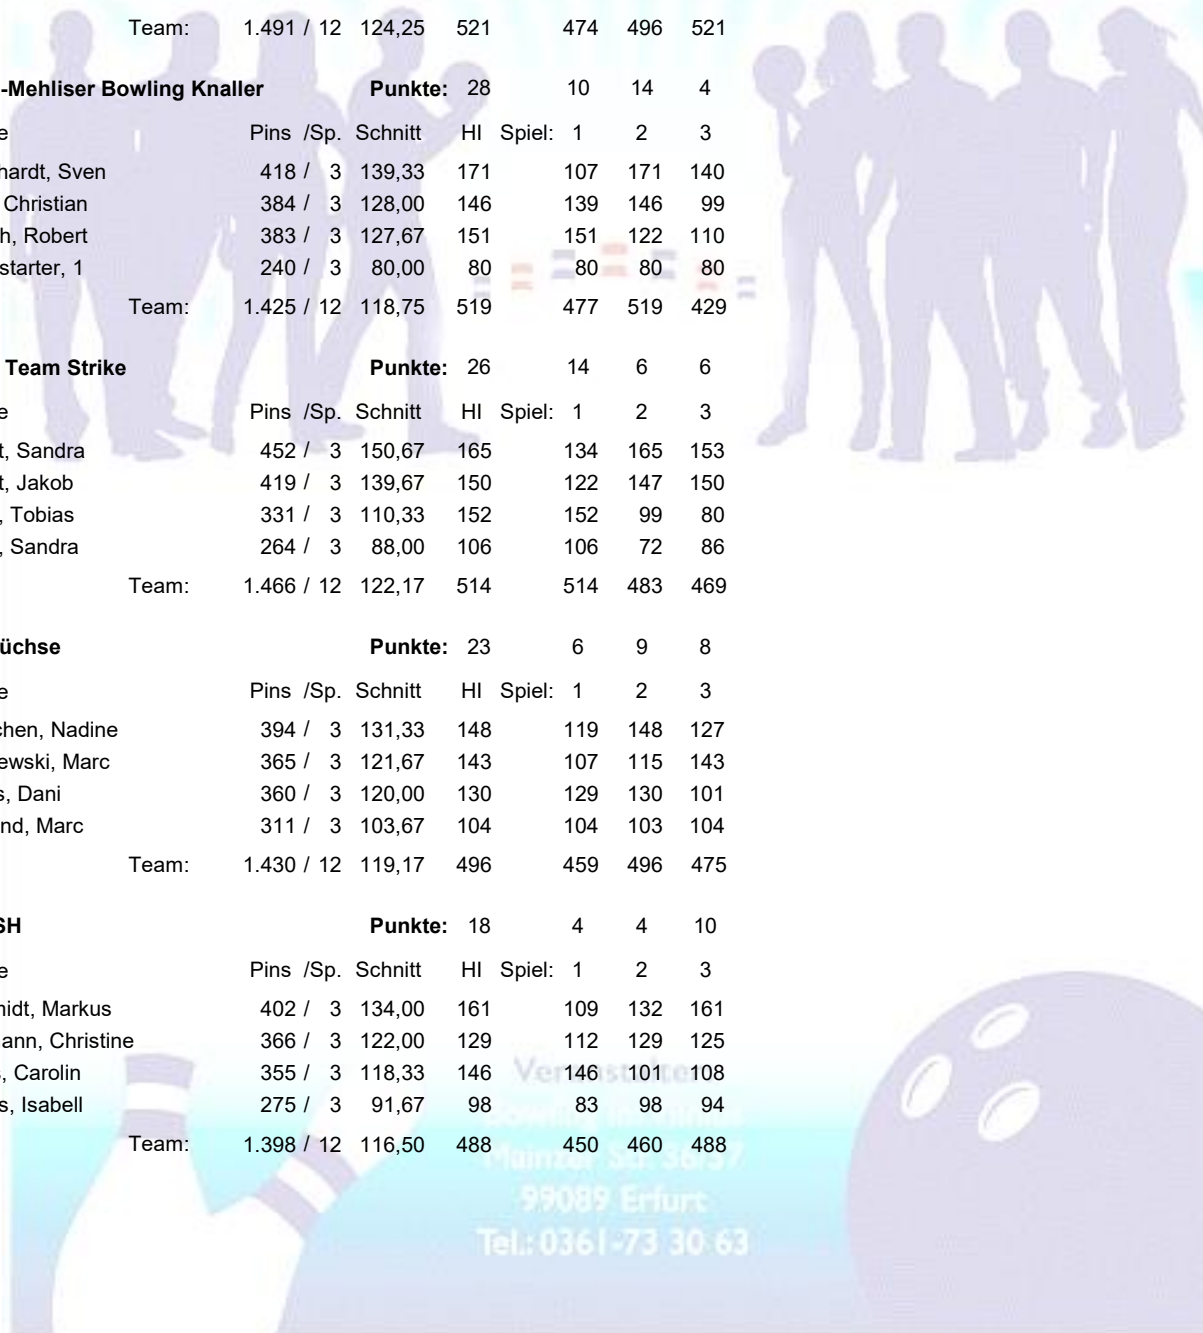 Team: 1.491 / 12 124,25 521 474 496 521
-Mehliser Bowling Knaller Punkte: 28 10 14 4
e Pins /Sp. Schnitt HI Spiel: 1 2 3
hardt, Sven 418 / 3 139,33 171 107 171 140
Christian 384 / 3 128,00 146 139 146 99
h, Robert 383 / 3 127,67 151 151 122 110
starter, 1 240 / 3 80,00 80 80 80 80
Team: 1.425 / 12 118,75 519 477 519 429
Team Strike Punkte: 26 14 6 6
e Pins /Sp. Schnitt HI Spiel: 1 2 3
t, Sandra 452 / 3 150,67 165 134 165 153
t, Jakob 419 / 3 139,67 150 122 147 150
, Tobias 331 / 3 110,33 152 152 99 80
, Sandra 264 / 3 88,00 106 106 72 86
Team: 1.466 / 12 122,17 514 514 483 469
üchse Punkte: 23 6 9 8
e Pins /Sp. Schnitt HI Spiel: 1 2 3
chen, Nadine 394 / 3 131,33 148 119 148 127
ewski, Marc 365 / 3 121,67 143 107 115 143
s, Dani 360 / 3 120,00 130 129 130 101
nd, Marc 311 / 3 103,67 104 104 103 104
Team: 1.430 / 12 119,17 496 459 496 475
SH Punkte: 18 4 4 10
e Pins /Sp. Schnitt HI Spiel: 1 2 3
nidt, Markus 402 / 3 134,00 161 109 132 161
ann, Christine 366 / 3 122,00 129 112 129 125
s, Carolin 355 / 3 118,33 146 146 101 108
s, Isabell 275 / 3 91,67 98 83 98 94
Team: 1.398 / 12 116,50 488 450 460 488
Mainzer Str. 36/37
99089 Erfurt
Tel.: 0361-73 30 63